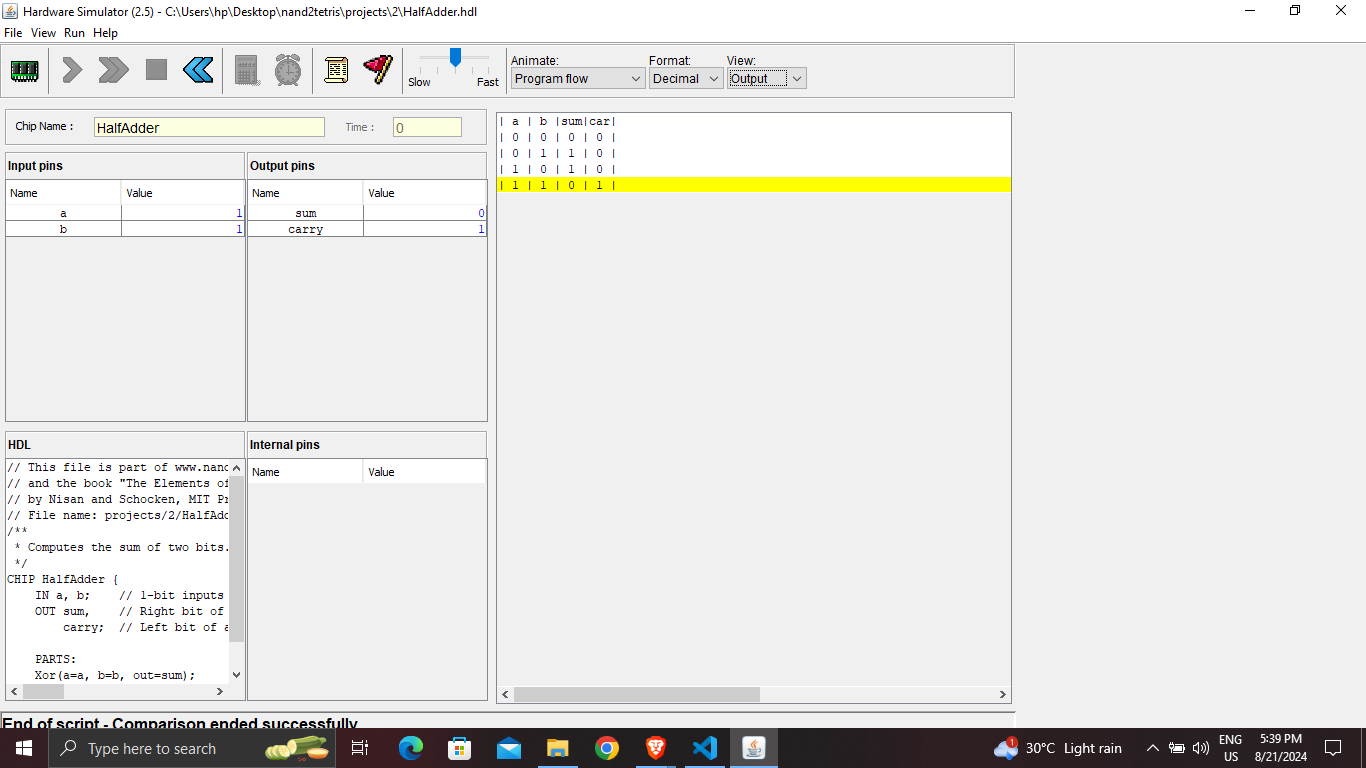 Hardware Simulator (2.5) - C:\Users\hp\Desktop\nand2tetris\projects\2\HalfAdder.hdl
File View Run Help
Slow Fast
Animate: Format: View:
Program flow Decimal Output
Chip Name : HalfAdder Time : 0
Input pins
Name Value
a 1
b 1
Output pins
Name Value
sum 0
carry 1
| a | b |sum|car|
| 0 | 0 | 0 | 0 |
| 0 | 1 | 1 | 0 |
| 1 | 0 | 1 | 0 |
| 1 | 1 | 0 | 1 |
HDL
// This file is part of www.nand
// and the book "The Elements of
// by Nisan and Schocken, MIT Pr
// File name: projects/2/HalfAdd
/**
* Computes the sum of two bits.
*/
CHIP HalfAdder {
IN a, b; // 1-bit inputs
OUT sum, // Right bit of
carry; // Left bit of a
PARTS:
Xor(a=a, b=b, out=sum);
Internal pins
Name Value
End of script - Comparison ended successfully
Type here to search
1
30°C Light rain
ENG
US
5:39 PM
8/21/2024